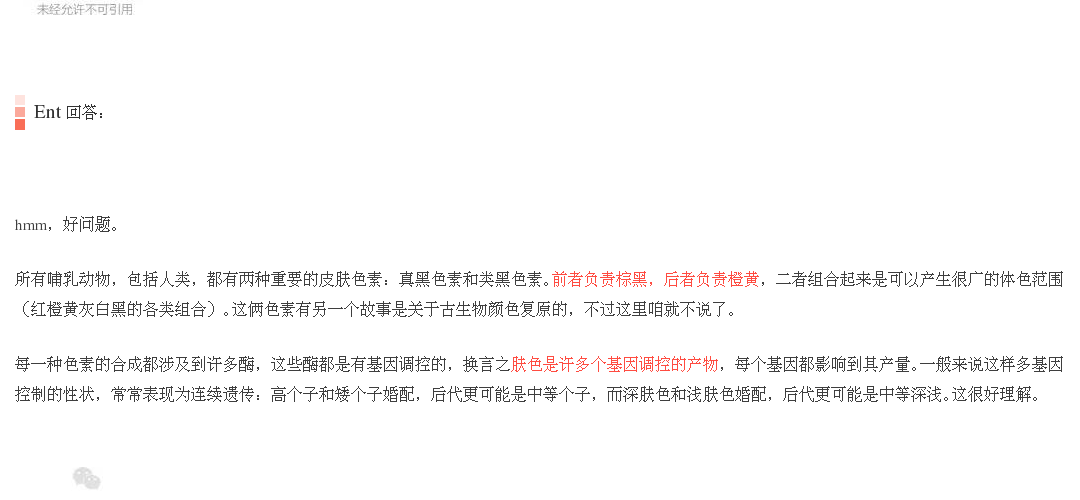 未经允许不可引用
Ent 回答：
hmm，好问题。
所有哺乳动物，包括人类，都有两种重要的皮肤色素：真黑色素和类黑色素。前者负责棕黑，后者负责橙黄，二者组合起来是可以产生很广的体色范围
（红橙黄灰白黑的各类组合）。这俩色素有另一个故事是关于古生物颜色复原的，不过这里咱就不说了。
每一种色素的合成都涉及到许多酶，这些酶都是有基因调控的，换言之肤色是许多个基因调控的产物，每个基因都影响到其产量。一般来说这样多基因
控制的性状，常常表现为连续遗传：高个子和矮个子婚配，后代更可能是中等个子，而深肤色和浅肤色婚配，后代更可能是中等深浅。这很好理解。